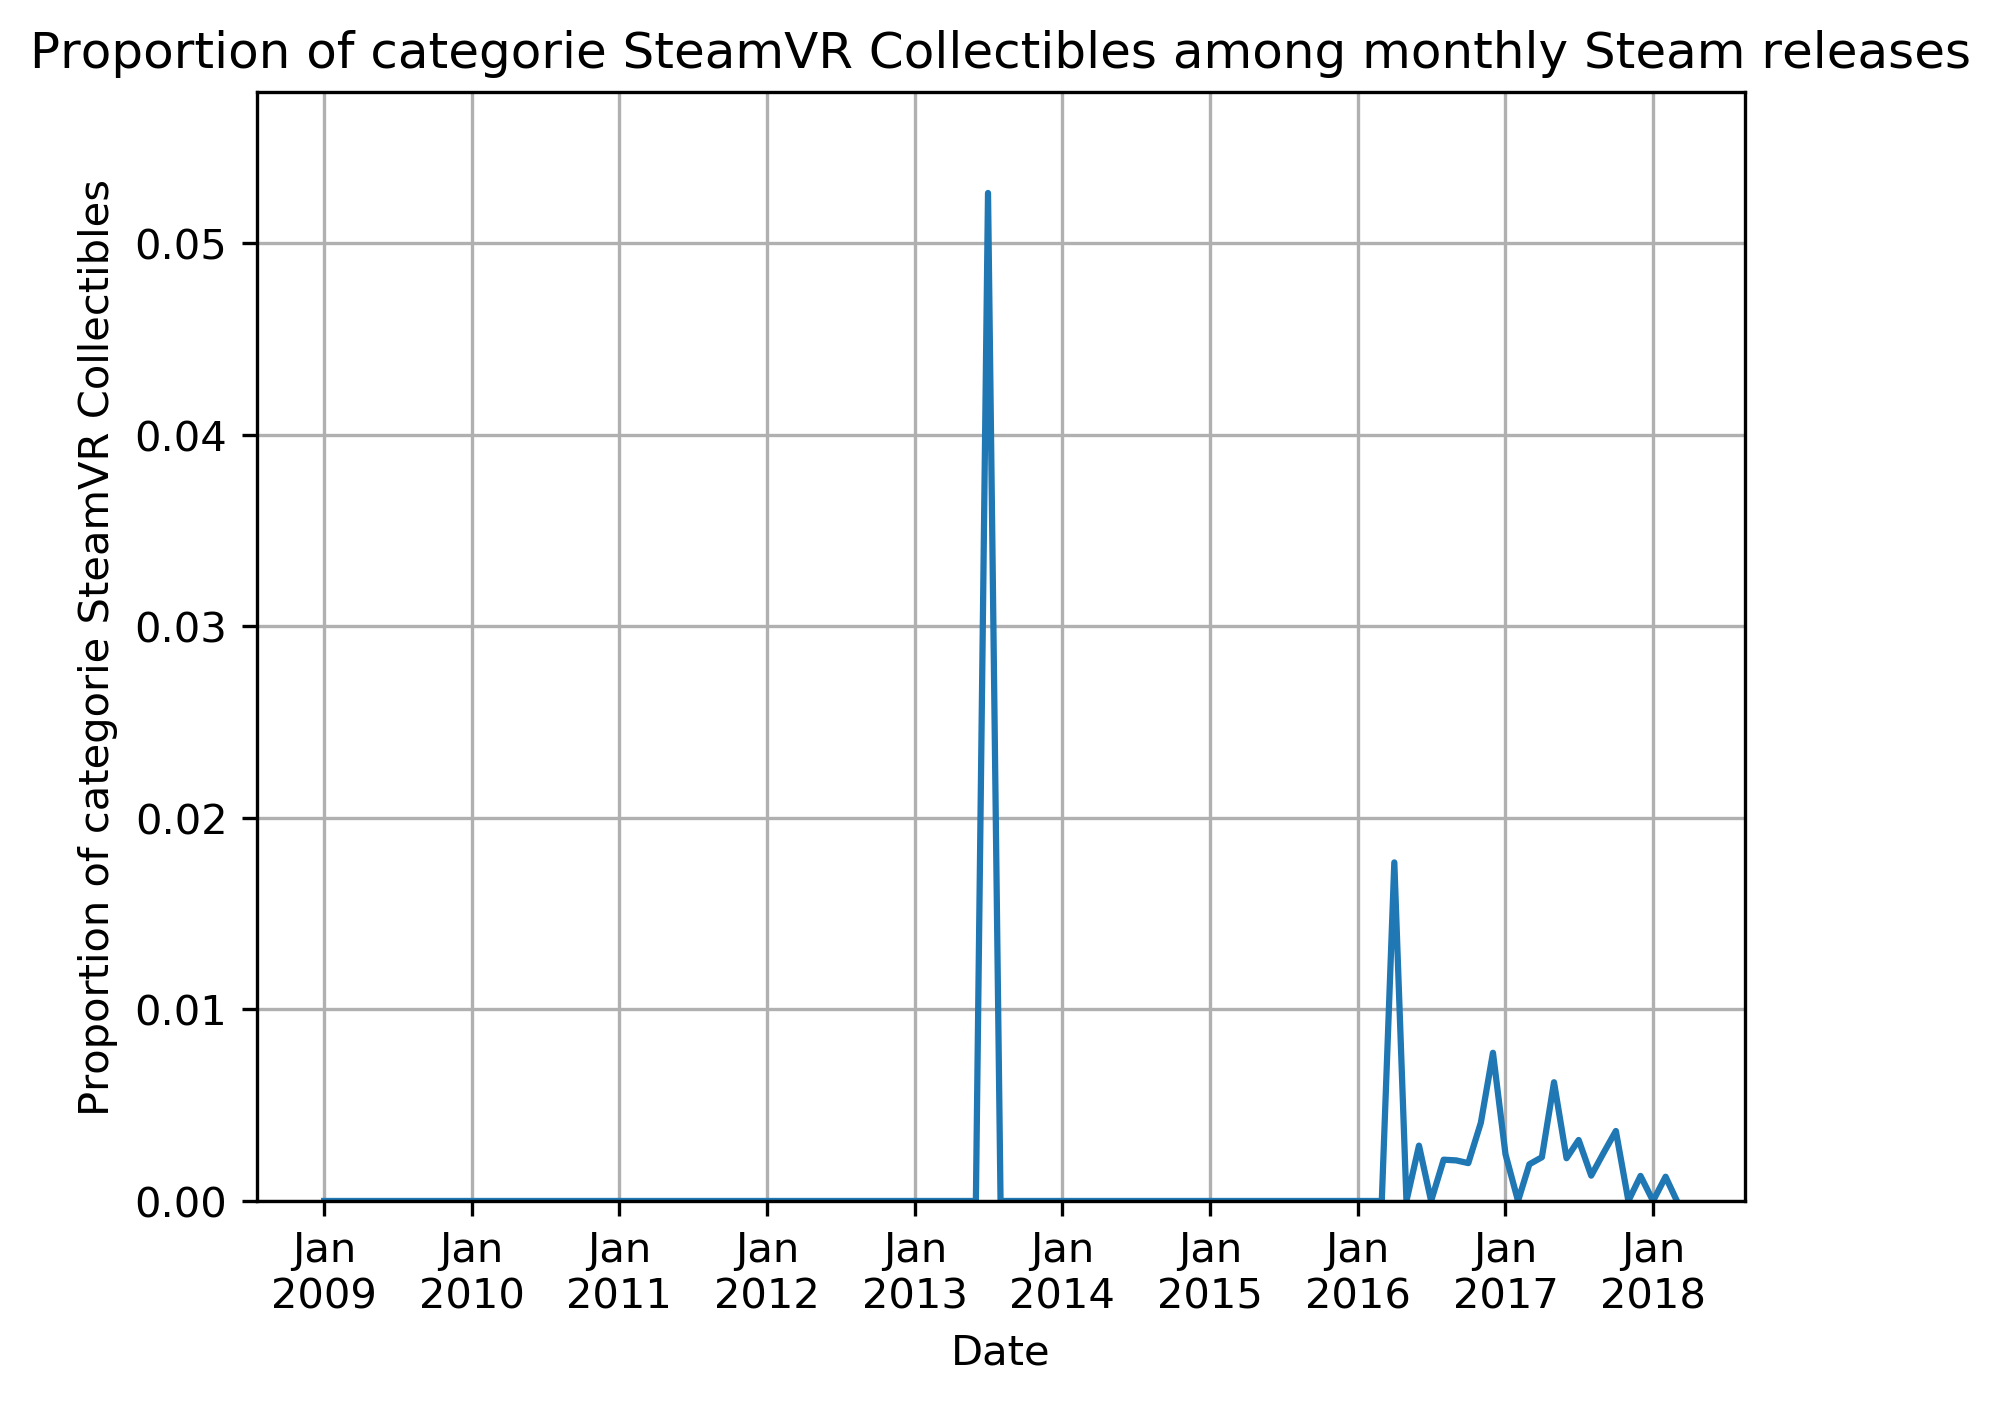 Proportion of categorie SteamVR Collectibles among monthly Steam releases
Proportion of categorie SteamVR Collectibles
0.05
0.04
0.03
0.02
0.01
0.00
Jan Jan Jan Jan Jan Jan Jan Jan Jan Jan
2009 2010 2011 2012 2013 2014 2015 2016 2017 2018
Date